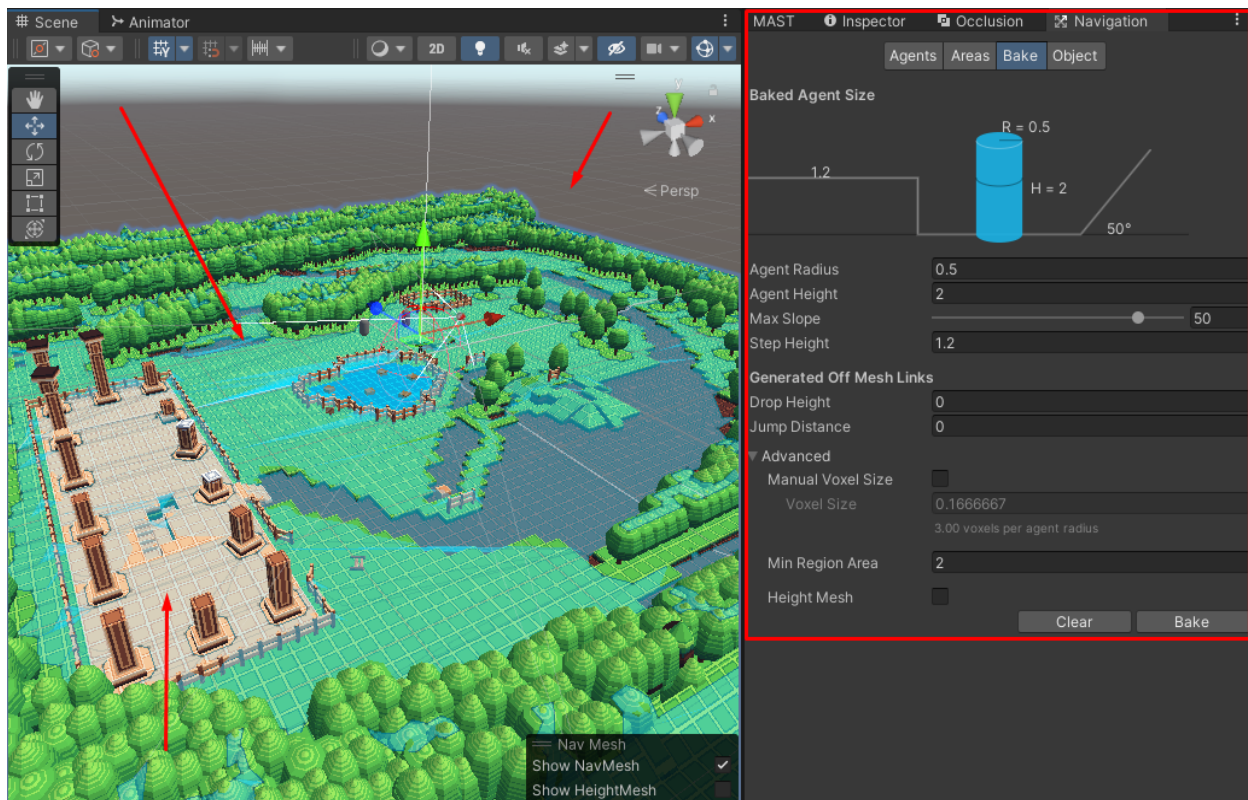 Scene Animator
MAST Inspector Occlusion Navigation
2D
Agents Areas Bake Object
Baked Agent Size
y
z
x
R = 0.5
1.2
H = 2
Persp
50°
Agent Radius 0.5
Agent Height 2
Max Slope 50
Step Height 1.2
Generated Off Mesh Links
Drop Height 0
Jump Distance 0
Advanced
Manual Voxel Size
Voxel Size 0.1666667
3.00 voxels per agent radius
Min Region Area 2
Height Mesh
Clear Bake
Nav Mesh
Show NavMesh
Show HeightMesh